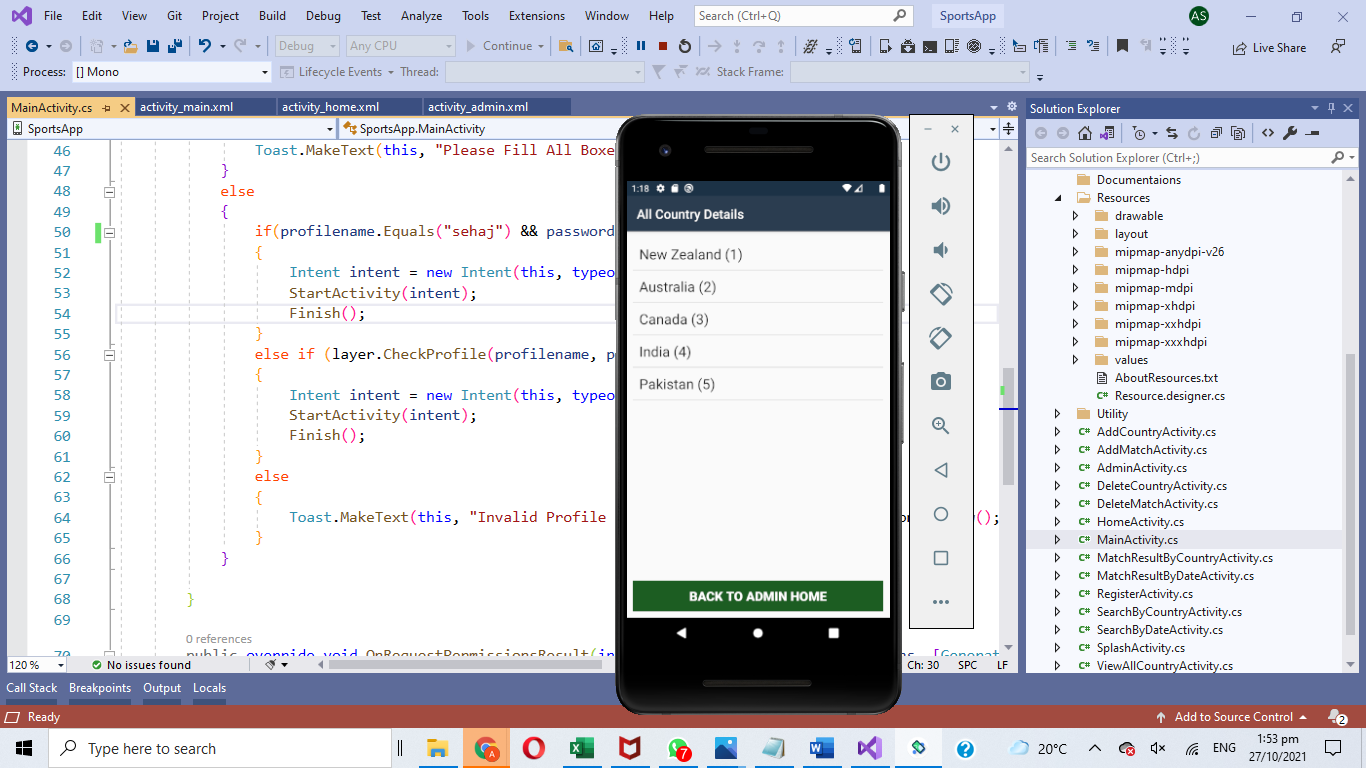 File Edit View Git Project Build Debug Test Analyze Tools Extensions Window Help Search (Ctrl+Q) SportsApp AS
Debug Any CPU Continue Live Share
Process: [] Mono Lifecycle Events Thread: Stack Frame:
MainActivity.cs activity_main.xml activity_home.xml activity_admin.xml
SportsApp SportsApp.MainActivity
46 Toast.MakeText(this, "Please Fill All Boxe
47 }
48 else
49 {
50 if(profilename.Equals("sehaj") && password
51 {
52 Intent intent = new Intent(this, typeo
53 StartActivity(intent);
54 Finish();
55 }
56 else if (layer.CheckProfile(profilename, p
57 {
58 Intent intent = new Intent(this, typeo
59 StartActivity(intent);
60 Finish();
61 }
62 else
63 {
64 Toast.MakeText(this, "Invalid Profile
();
65 }
66 }
67
68 }
69
0 references
70 public override void OnRequestPermissionsResult(in
120 % No issues found Ch: 30 SPC LF
1:18
All Country Details
New Zealand (1)
Australia (2)
Canada (3)
India (4)
Pakistan (5)
BACK TO ADMIN HOME
Solution Explorer
Search Solution Explorer (Ctrl+;)
Documentaions
Resources
drawable
layout
mipmap-anydpi-v26
mipmap-hdpi
mipmap-mdpi
mipmap-xhdpi
mipmap-xxhdpi
mipmap-xxxhdpi
values
AboutResources.txt
C# Resource.designer.cs
Utility
C# AddCountryActivity.cs
C# AddMatchActivity.cs
C# AdminActivity.cs
C# DeleteCountryActivity.cs
C# DeleteMatchActivity.cs
C# HomeActivity.cs
C# MainActivity.cs
C# MatchResultByCountryActivity.cs
C# MatchResultByDateActivity.cs
C# RegisterActivity.cs
C# SearchByCountryActivity.cs
C# SearchByDateActivity.cs
C# SplashActivity.cs
C# ViewAllCountryActivity.cs
Call Stack Breakpoints Output Locals
Ready Add to Source Control 2
Type here to search A 7 20°C ENG 1:53 pm
27/10/2021